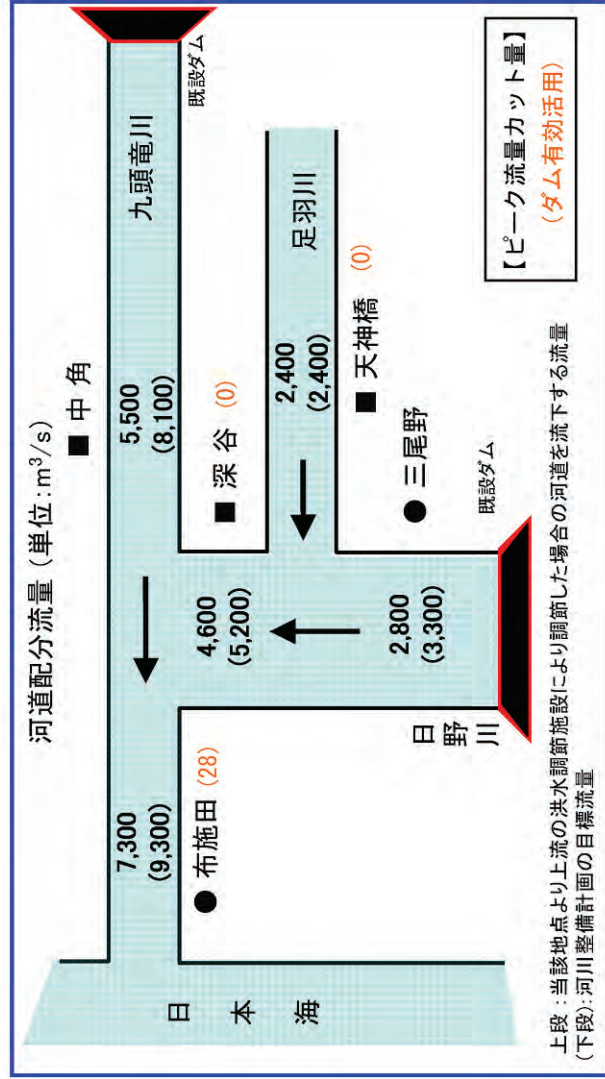 河道配分流量(単位:m³/s)
■ 中 角
九頭竜川
既設ダム
5,500
(8,100)
7,300
(9,300)
● 布施田 (28)
■ 深 谷 (0)
足羽川
2,400
(2,400)
■ 天神橋 (0)
4,600
(5,200)
● 三尾野
既設ダム
2,800
(3,300)
日野川
日 本 海
【ピーク流量カット量】
(ダム有効活用)
上段:当該地点より上流の洪水調節施設により調節した場合の河道を流下する流量
(下段):河川整備計画の目標流量